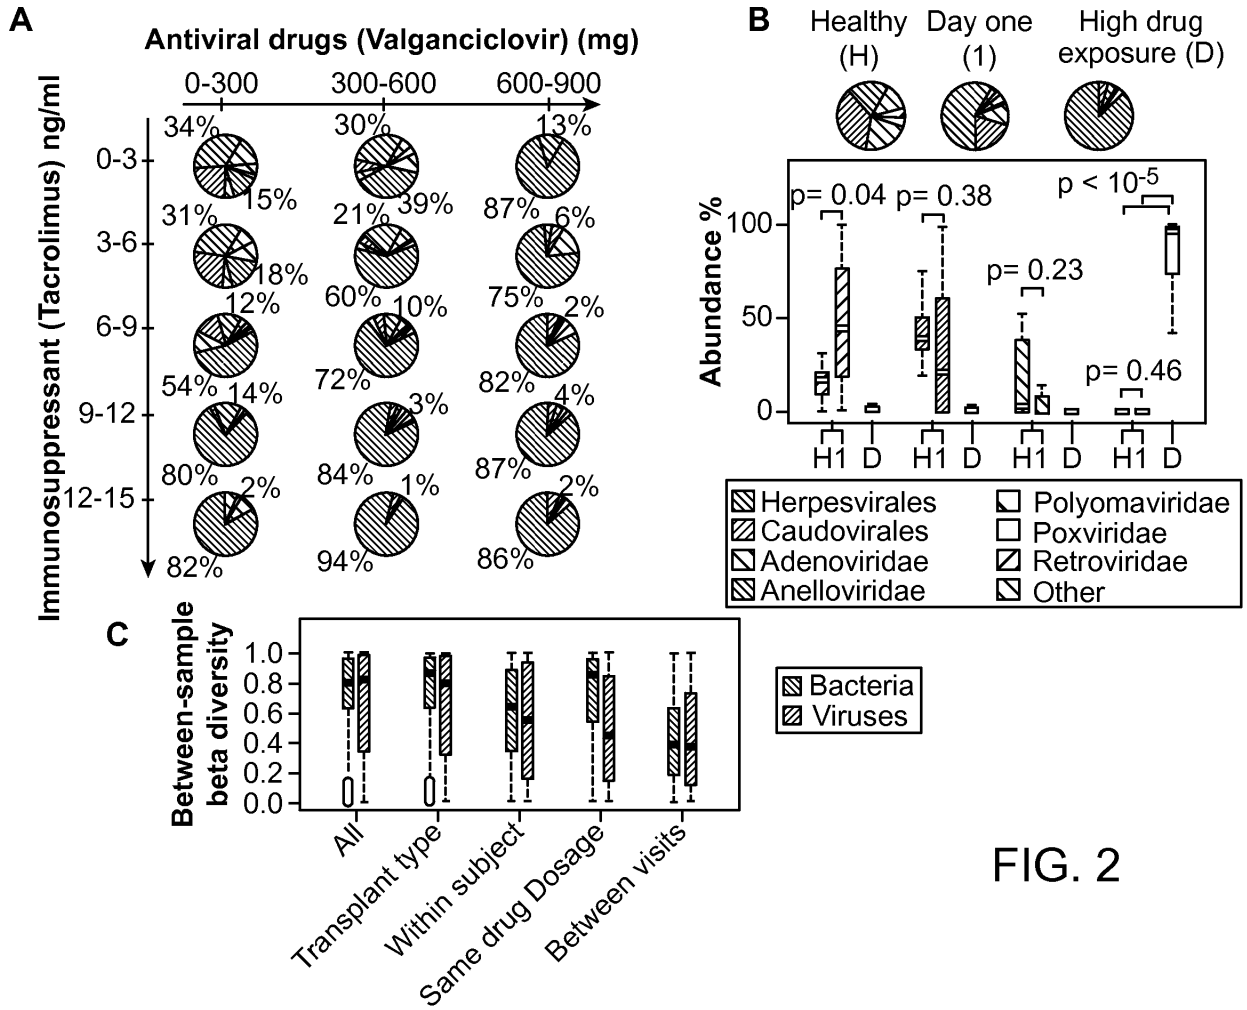 A
Antiviral drugs (Valganciclovir) (mg)
0-300 300-600 600-900
Immunosuppressant (Tacrolimus) ng/ml
0-3
34% 30% 13%
15% 39% 87%
3-6
31% 21% 6%
18% 60% 75%
6-9
12% 10% 2%
54% 72% 82%
9-12
14% 3% 4%
80% 84% 87%
12-15
2% 1% 2%
82% 94% 86%
B
Healthy (H)
Day one (1)
High drug exposure (D)
Abundance %
100
50
0
p= 0.04
p= 0.38
p= 0.23
p < 10-5
p= 0.46
H1 D H1 D H1 D H1 D
Herpesvirales
Caudovirales
Adenoviridae
Anelloviridae
Polyomaviridae
Poxviridae
Retroviridae
Other
C
Between-sample
beta diversity
1.0
0.8
0.6
0.4
0.2
0.0
All
Transplant type
Within subject
Same drug Dosage
Between visits
Bacteria
Viruses
FIG. 2